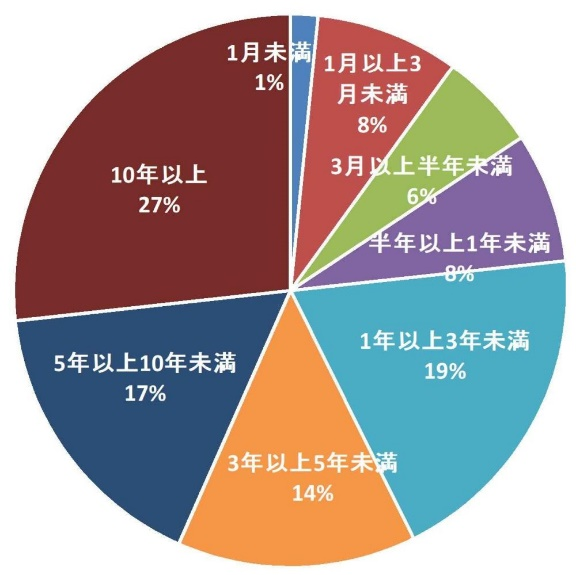 1月未満
1%
1月以上3
月未満
8%
3月以上半年未満
6%
半年以上1年未満
8%
1年以上3年未満
19%
3年以上5年未満
14%
5年以上10年未満
17%
10年以上
27%